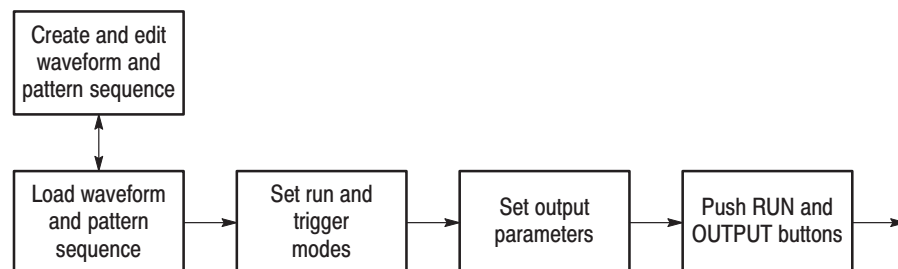 Create and edit
waveform and
pattern sequence
Load waveform
and pattern
sequence
Set run and
trigger
modes
Set output
parameters
Push RUN and
OUTPUT buttons